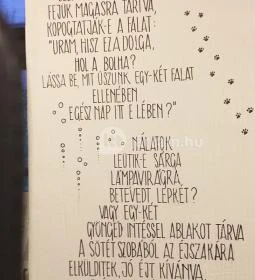 FEJÜK MAGASRA TARTVA,
KOPOGTATJÁK-E A FALAT:
"URAM, HISZ EZ A DOLGA,
HOL A BOLHA?
LÁSSA BE, MIT ÚSZUNK EGY-KÉT FALAT
ELLENÉBEN
EGÉSZ NAP ITT E LÉBEN?"
NÁLATOK
LEÜTIK-E SÁRGA
LÁMPAVIRÁGRA,
BETÉVEDT LEPKÉT?
VAGY EGY-KÉT
GYÖNGÉD INTÉSSEL ABLAKOT TÁRVA
A SÖTÉT SZOBÁBÓL AZ ÉJSZAKÁRA
ELKÜLDITEK, JÓ ÉJT KÍVÁNVA